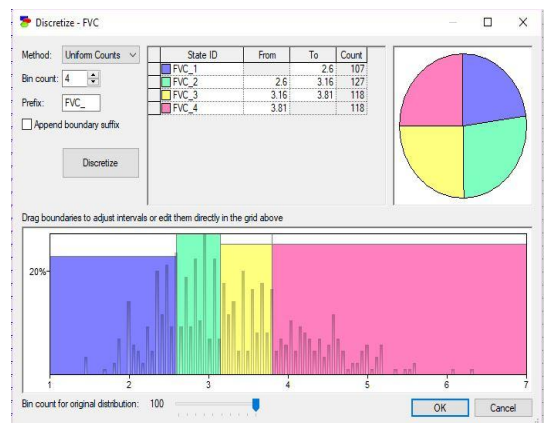 Discretize - FVC
Method: Uniform Counts
Bin count: 4
Prefix: FVC_
Append boundary suffix
Discretize
State ID From To Count
FVC_1 2.6 107
FVC_2 2.6 3.16 127
FVC_3 3.16 3.81 118
FVC_4 3.81 118
Drag boundaries to adjust intervals or edit them directly in the grid above
20%
1 2 3 4 5 6 7
Bin count for original distribution: 100
OK Cancel